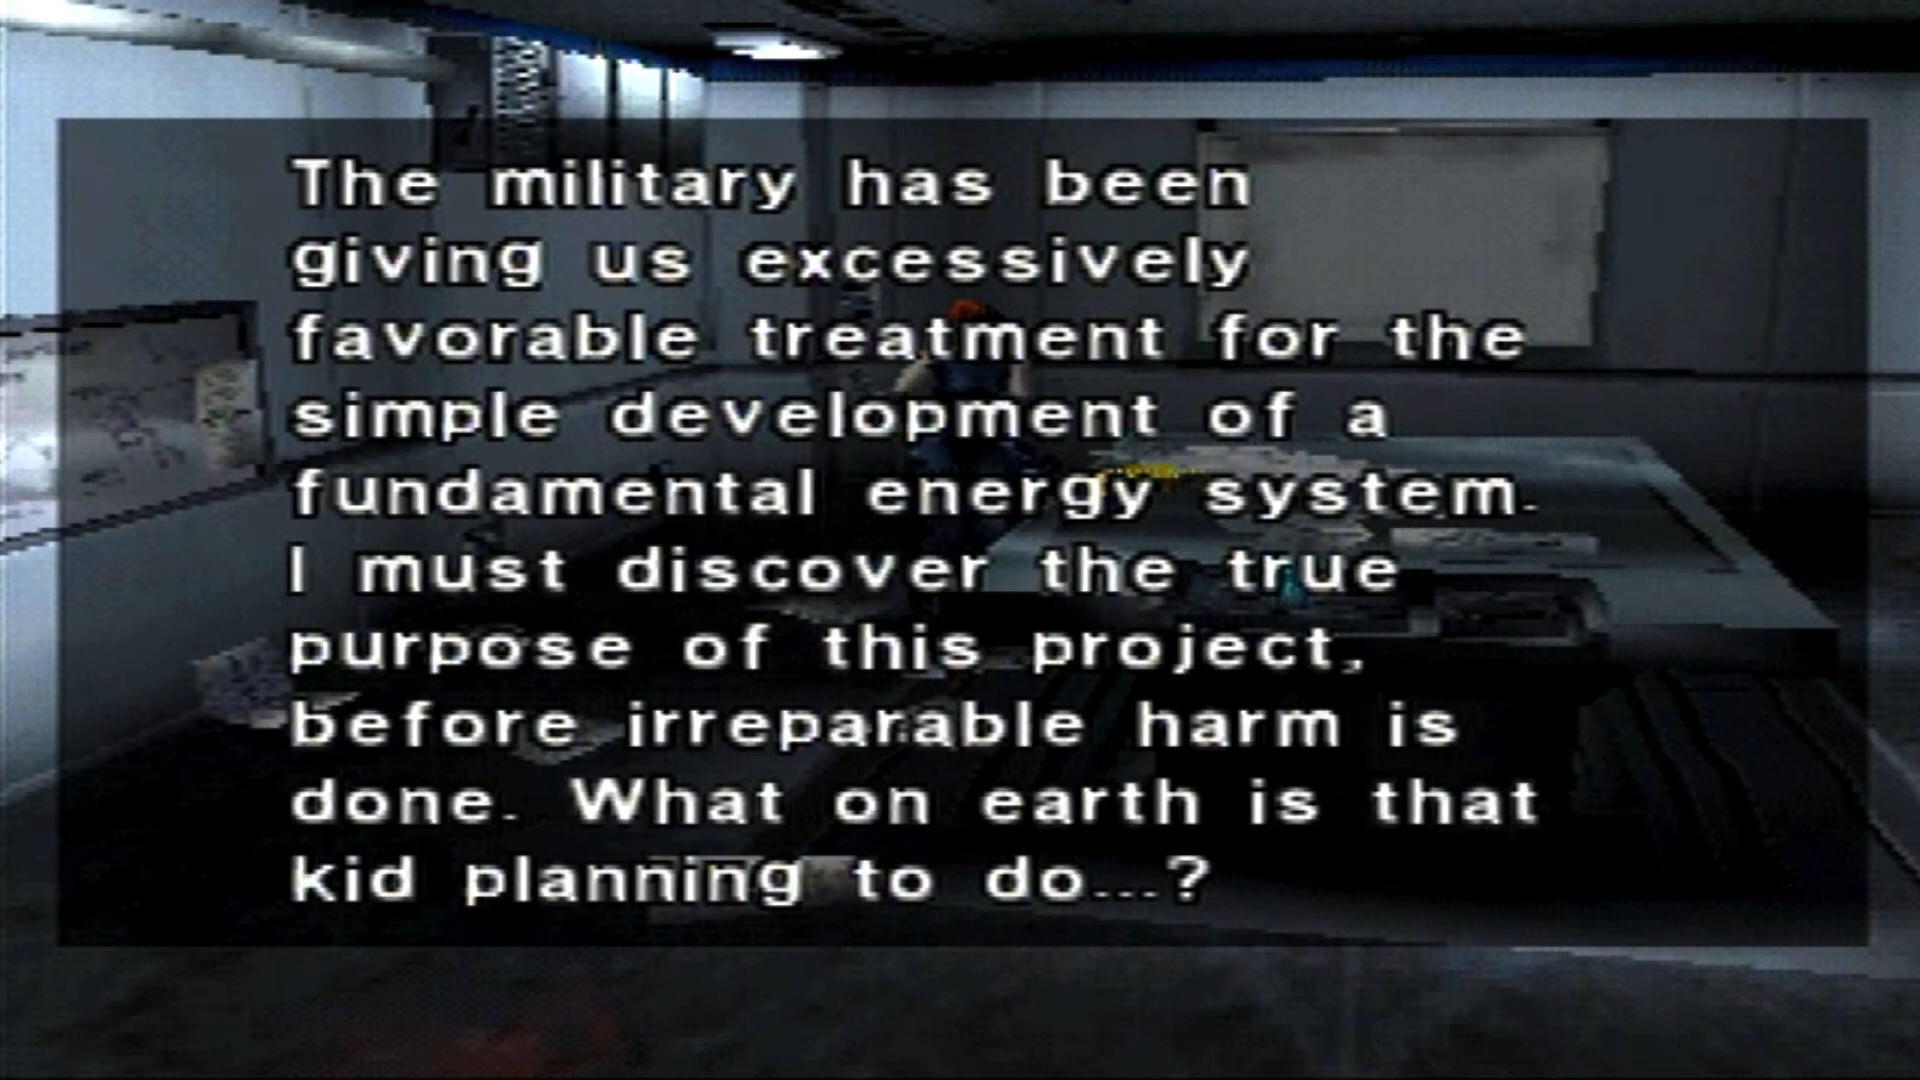 The military has been
giving us excessively
favorable treatment for the
simple development of a
fundamental energy system.
I must discover the true
purpose of this project,
before irreparable harm is
done. What on earth is that
kid planning to do...?